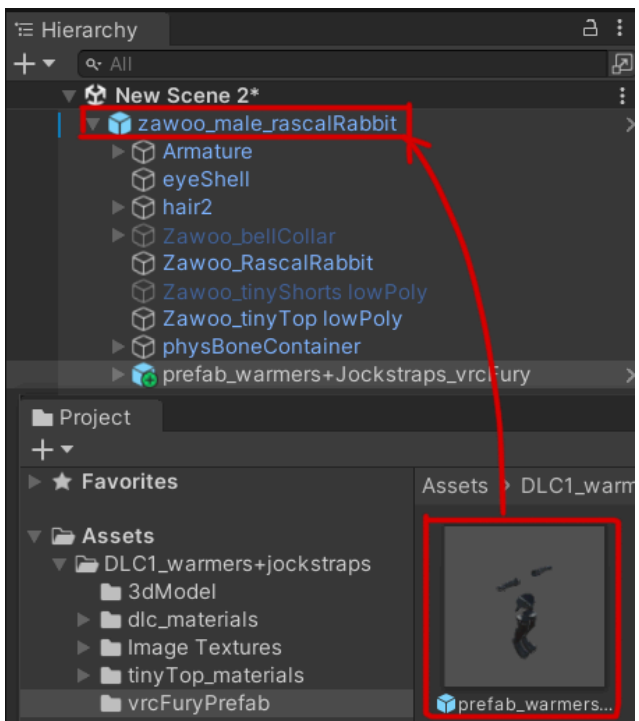 Hierarchy
All
New Scene 2*
zawoo_male_rascalRabbit
Armature
eyeShell
hair2
Zawoo_bellCollar
Zawoo_RascalRabbit
Zawoo_tinyShorts lowPoly
Zawoo_tinyTop lowPoly
physBoneContainer
prefab_warmers+Jockstraps_vrcFury
Project
Favorites
Assets › DLC1_warm
Assets
DLC1_warmers+jockstraps
3dModel
dlc_materials
Image Textures
tinyTop_materials
vrcFuryPrefab
prefab_warmers...